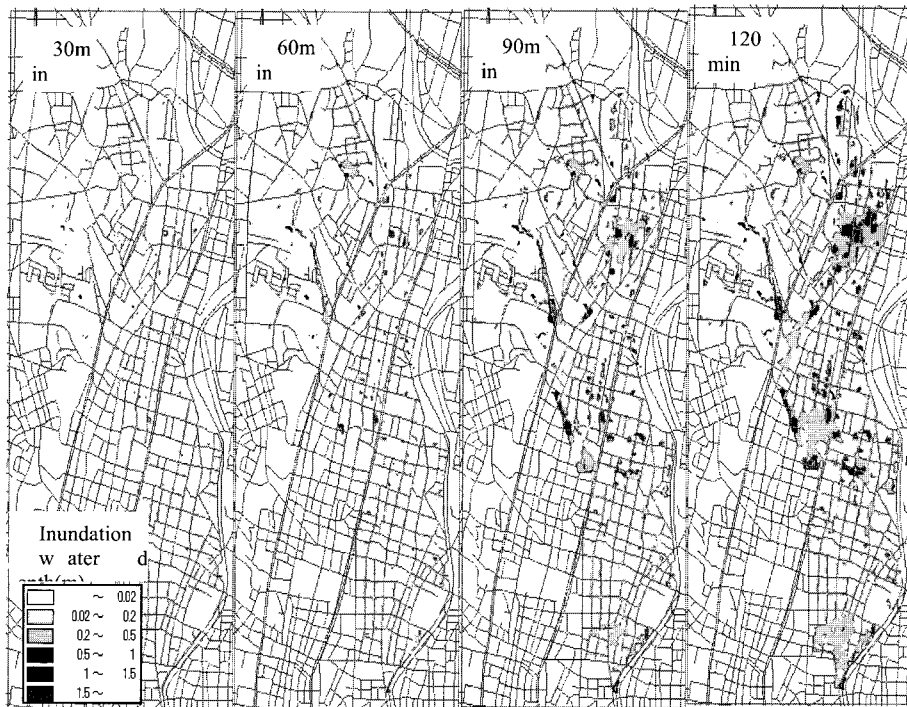 30m
in
60m
in
90m
in
120
min
Inundation
w ater d
epth(m)
~ 0.02
0.02 ~ 0.2
0.2 ~ 0.5
0.5 ~ 1
1 ~ 1.5
1.5 ~